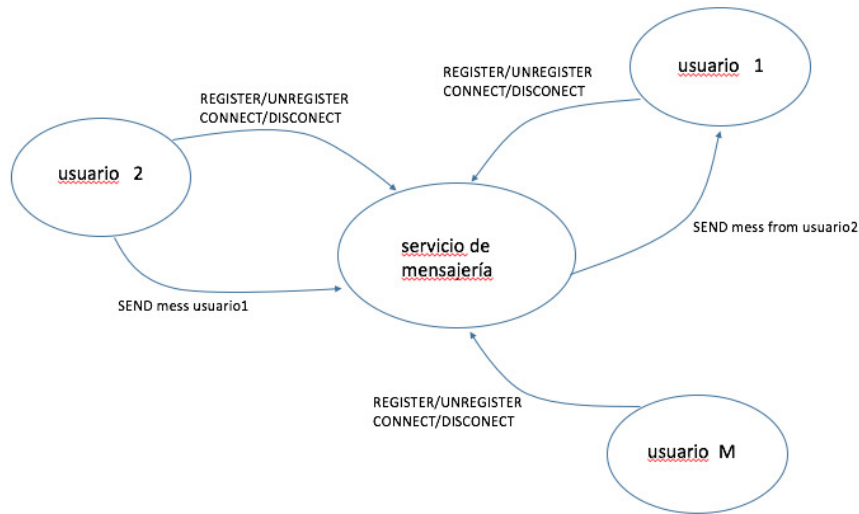 usuario 1
REGISTER/UNREGISTER
CONNECT/DISCONECT
REGISTER/UNREGISTER
CONNECT/DISCONECT
usuario 2
SEND mess from usuario2
servicio de
mensajería
SEND mess usuario1
REGISTER/UNREGISTER
CONNECT/DISCONECT
usuario M